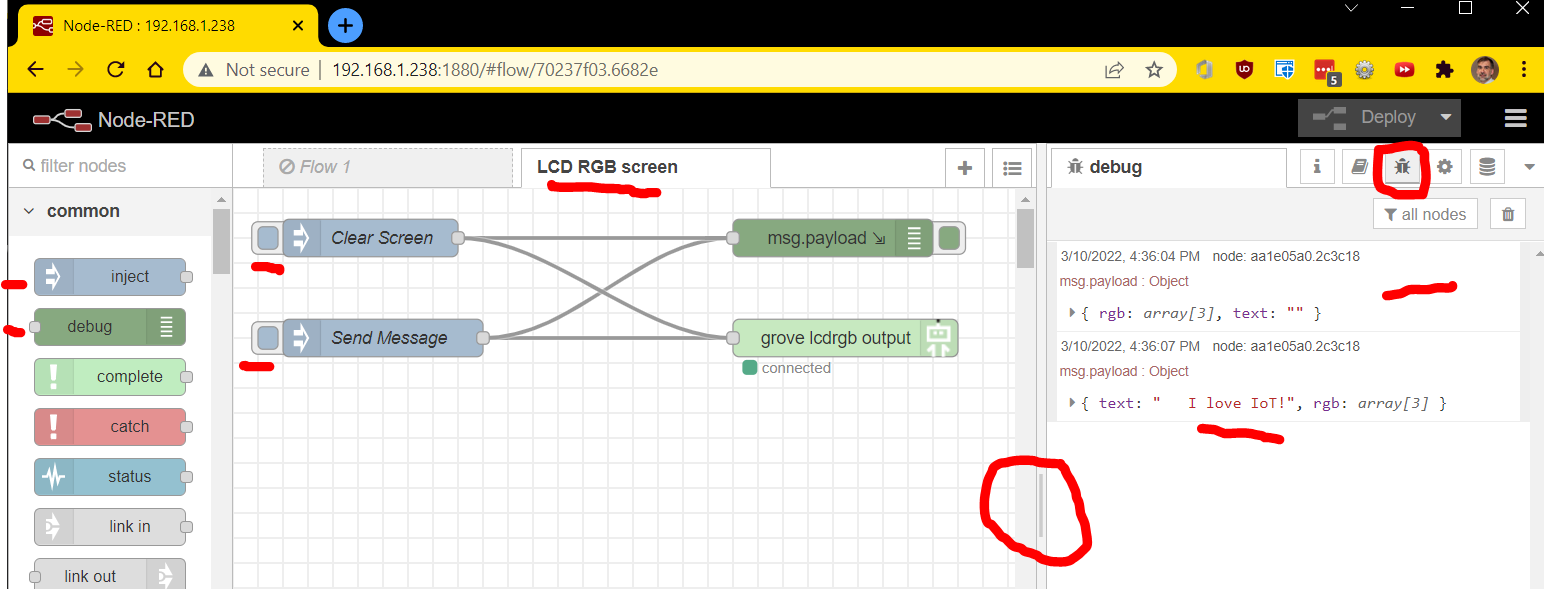 Node-RED : 192.168.1.238
Not secure | 192.168.1.238:1880/#flow/70237f03.6682e
5
Node-RED
Deploy
filter nodes
Flow 1
LCD RGB screen
debug
i
common
all nodes
inject
debug
complete
catch
status
link in
link out
Clear Screen
Send Message
msg.payload
grove lcdrgb output
connected
3/10/2022, 4:36:04 PM node: aa1e05a0.2c3c18
msg.payload : Object
{ rgb: array[3], text: "" }
3/10/2022, 4:36:07 PM node: aa1e05a0.2c3c18
msg.payload : Object
{ text: "   I love IoT!", rgb: array[3] }